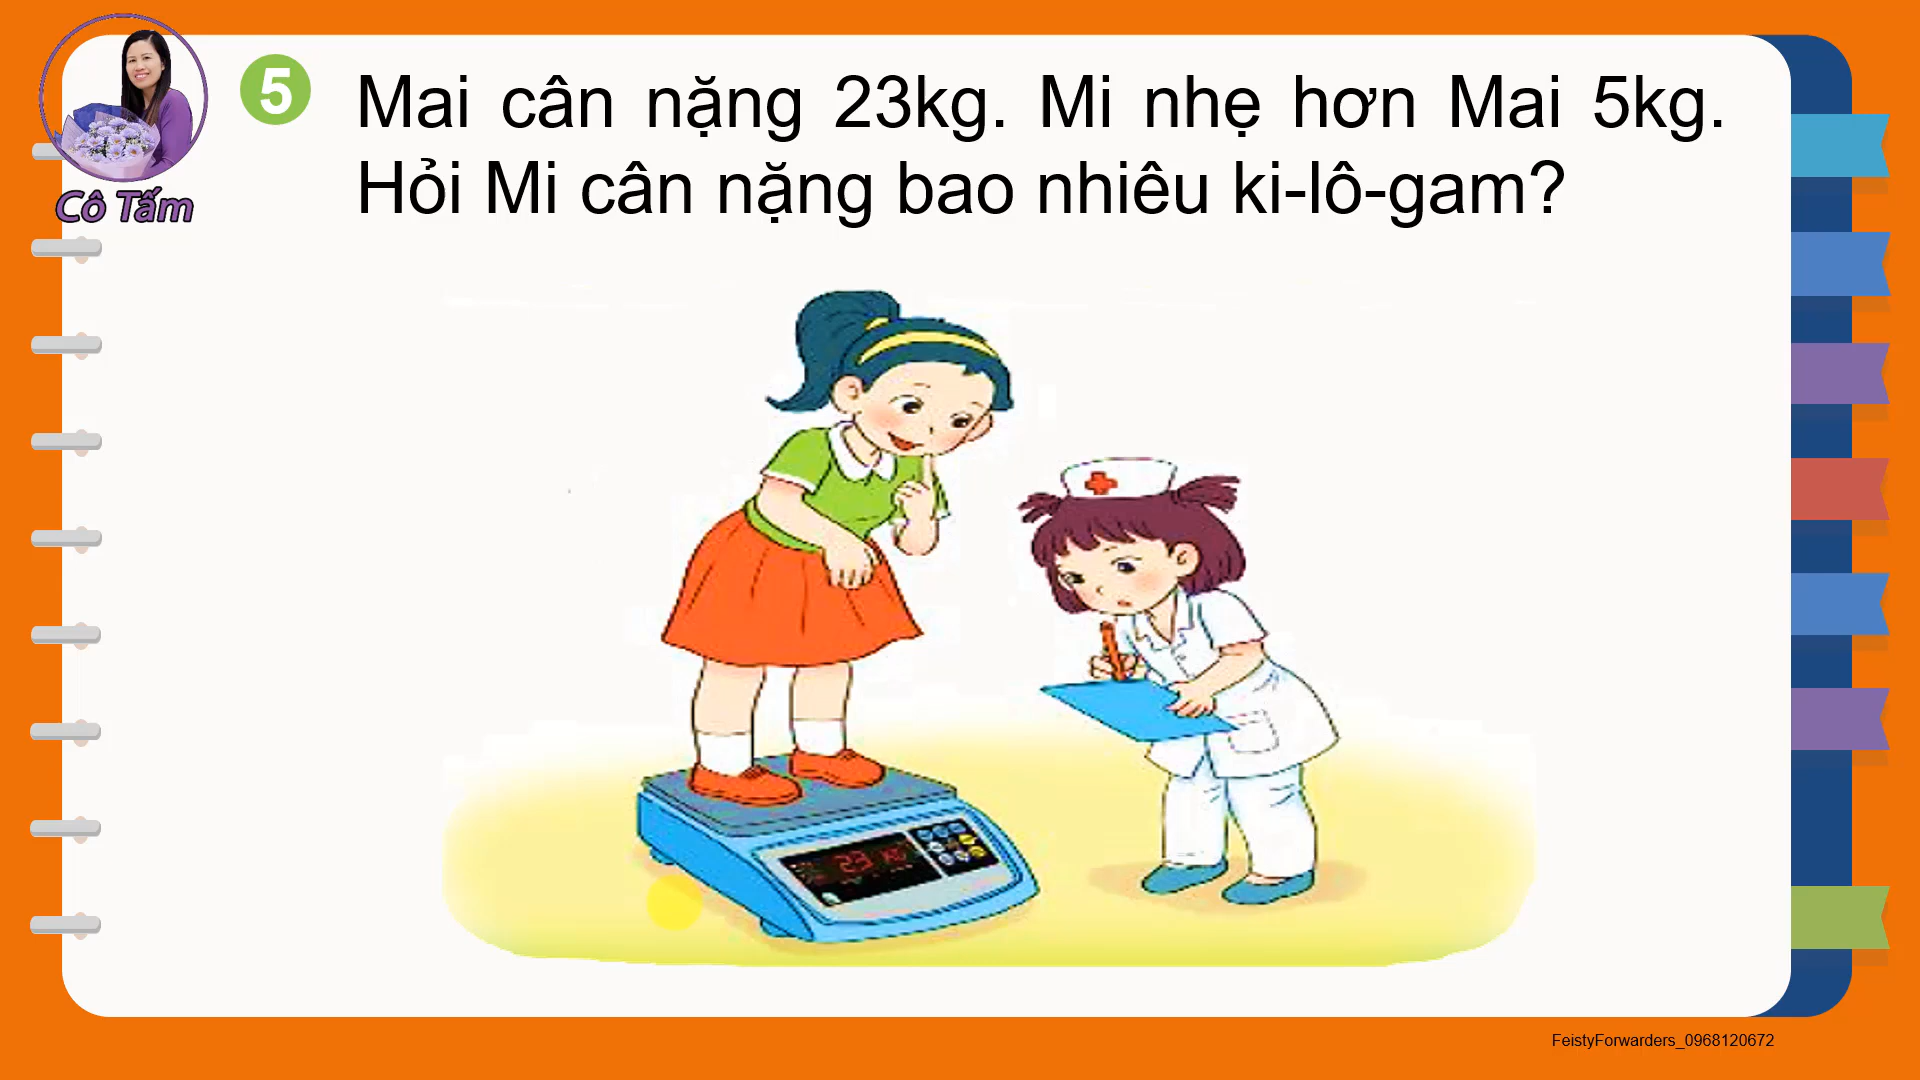 Cô Tấm
5
Mai cân nặng 23kg. Mi nhẹ hơn Mai 5kg.
Hỏi Mi cân nặng bao nhiêu ki-lô-gam?
23 KG
FeistyForwarders_0968120672